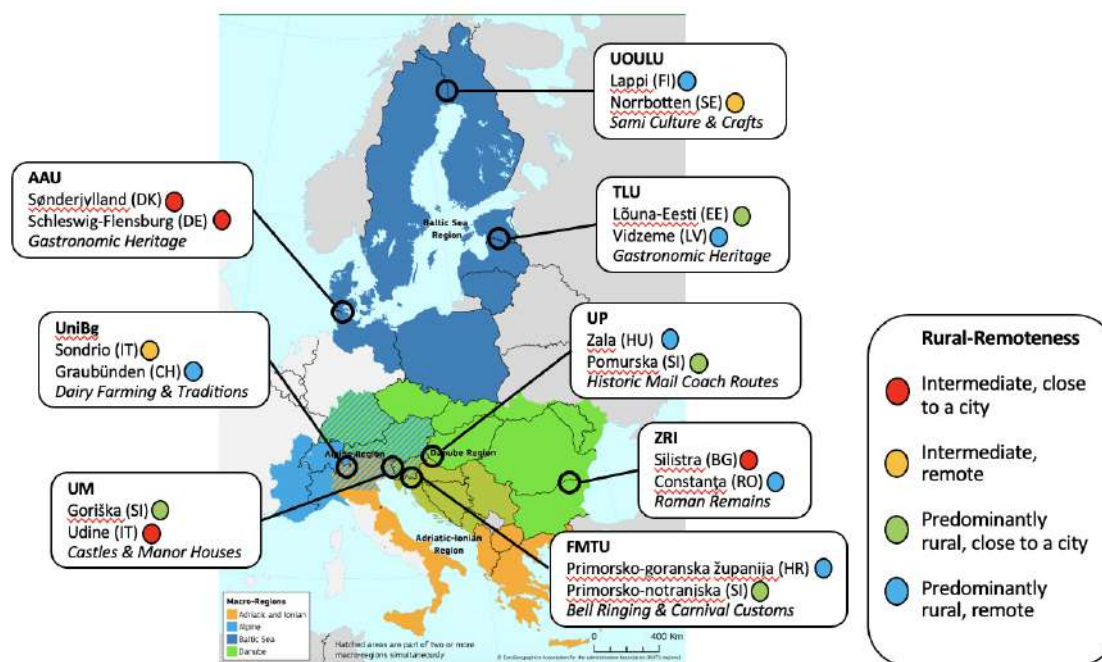 UOULU
Lappi (FI)
Norrbotten (SE)
Sami Culture & Crafts
AAU
Sønderjylland (DK)
Schleswig-Flensburg (DE)
Gastronomic Heritage
TLU
Lõuna-Eesti (EE)
Vidzeme (LV)
Gastronomic Heritage
Baltic Sea
Region
UniBg
Sondrio (IT)
Graubünden (CH)
Dairy Farming & Traditions
UP
Zala (HU)
Pomurska (SI)
Historic Mail Coach Routes
Rural-Remoteness
Intermediate, close
to a city
Intermediate,
remote
Predominantly
rural, close to a city
Predominantly
rural, remote
Alpine Region
Danube Region
ZRI
Silistra (BG)
Constanţa (RO)
Roman Remains
UM
Goriška (SI)
Udine (IT)
Castles & Manor Houses
Adriatic-Ionian
Region
FMTU
Primorsko-goranska županija (HR)
Primorsko-notranjska (SI)
Bell Ringing & Carnival Customs
Macro-Regions
Adriatic and Ionian
Alpine
Baltic Sea
Danube
Hatched areas are part of two or more
macro-regions simultaneously
0 400 Km